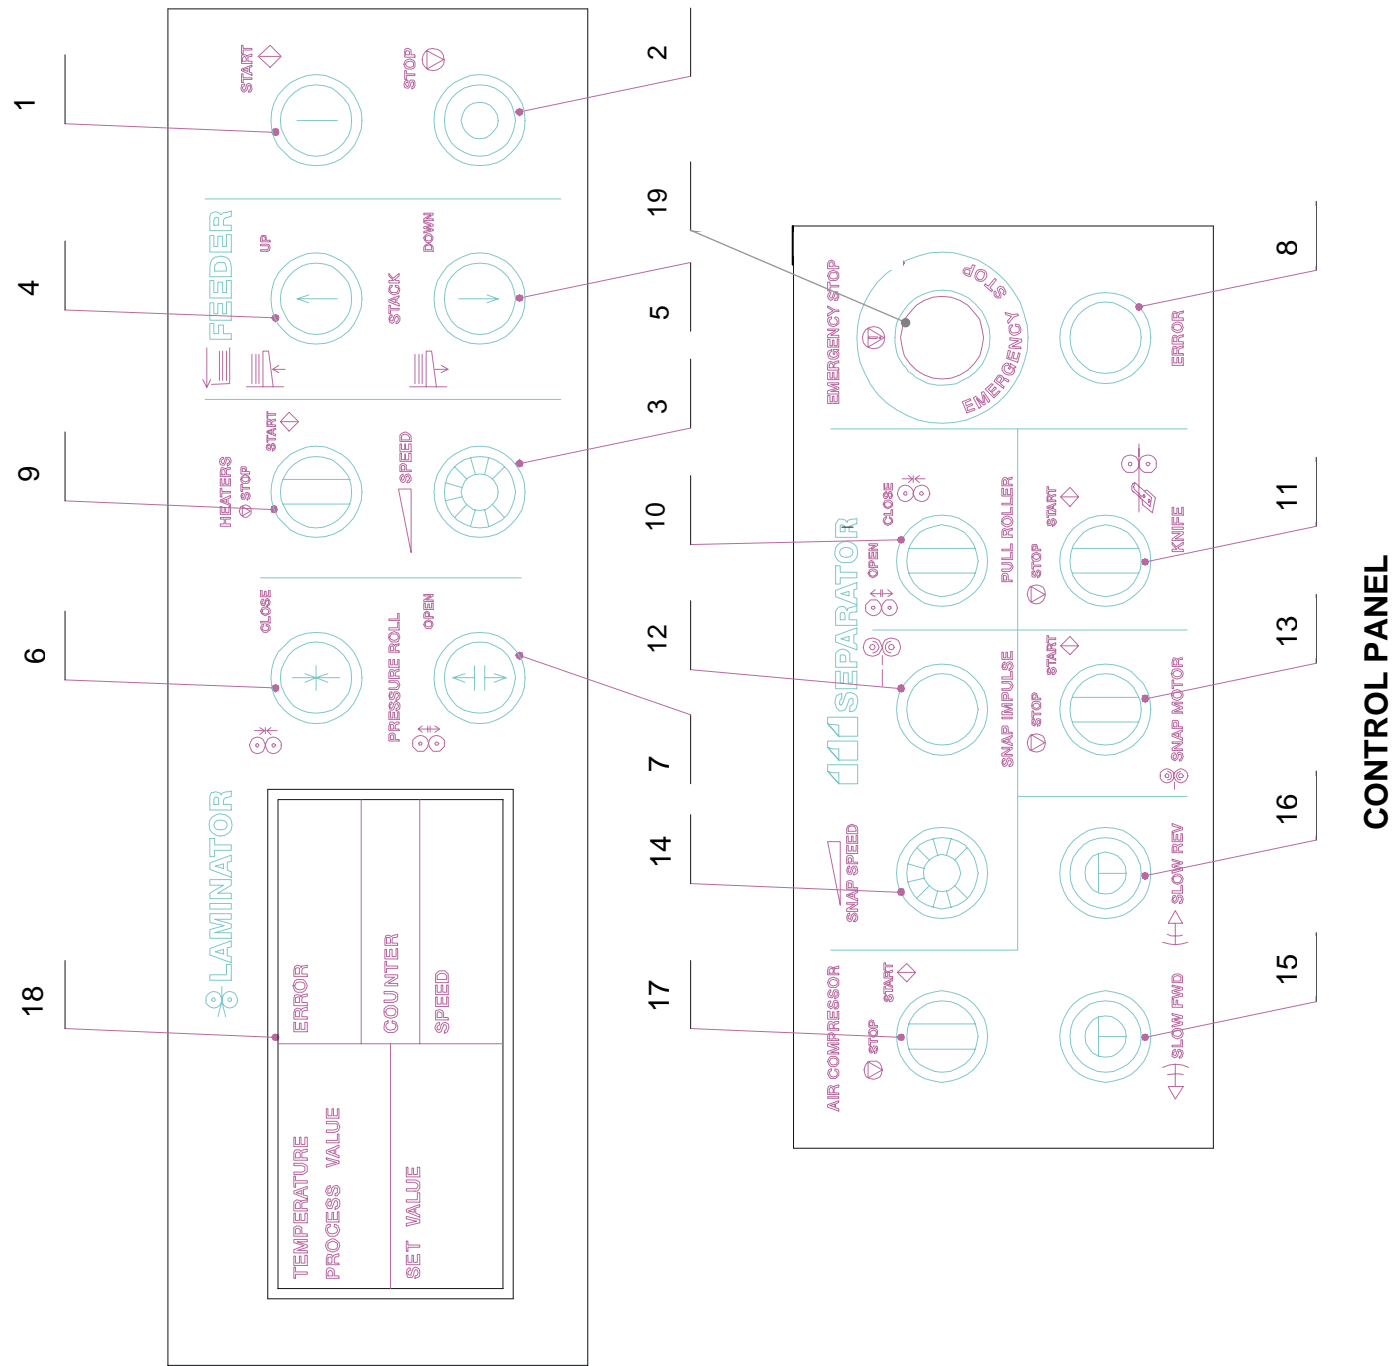 18
6
9
4
1
LAMINATOR
FEEDER
TEMPERATURE
PROCESS VALUE
SET VALUE
ERROR
COUNTER
SPEED
CLOSE
PRESSURE ROLL
OPEN
HEATERS
STOP
START
SPEED
UP
STACK
DOWN
START
STOP
7
3
5
2
17
14
12
10
19
SEPARATOR
AIR COMPRESSOR
STOP
START
SNAP SPEED
SNAP IMPULSE
OPEN
CLOSE
PULL ROLLER
EMERGENCY STOP
EMERGENCY STOP
SLOW FWD
SLOW REV
STOP
START
SNAP MOTOR
STOP
START
KNIFE
ERROR
15
16
13
11
8
CONTROL PANEL